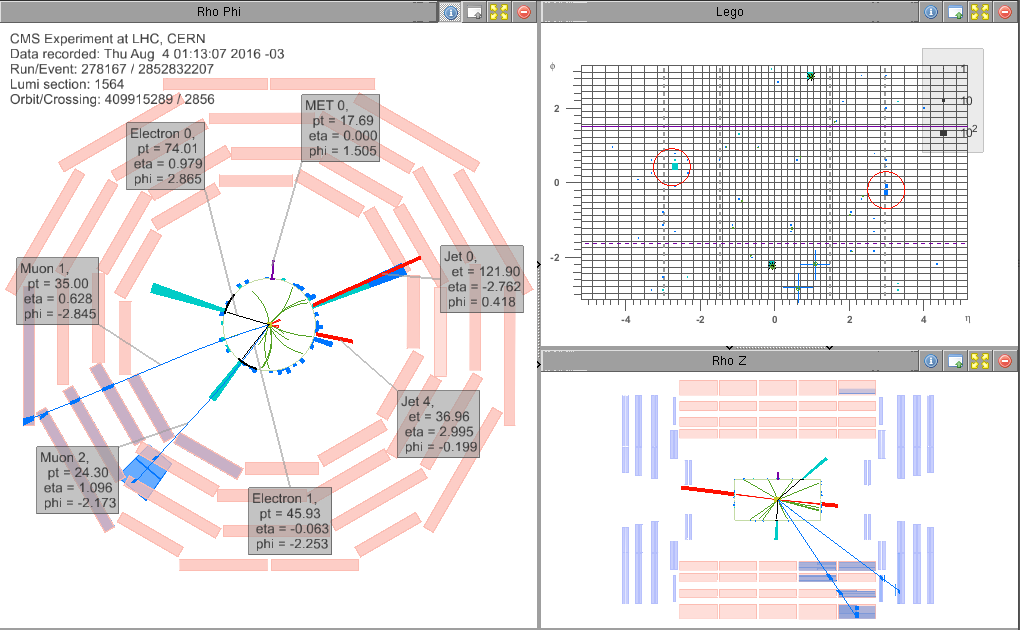 Rho Phi
CMS Experiment at LHC, CERN
Data recorded: Thu Aug 4 01:13:07 2016 -03
Run/Event: 278167 / 2852832207
Lumi section: 1564
Orbit/Crossing: 409915289 / 2856
MET 0,
pt = 17.69
eta = 0.000
phi = 1.505
Electron 0,
pt = 74.01
eta = 0.979
phi = 2.865
Muon 1,
pt = 35.00
eta = 0.628
phi = -2.845
Jet 0,
et = 121.90
eta = -2.762
phi = 0.418
Jet 4,
et = 36.96
eta = 2.995
phi = -0.199
Muon 2,
pt = 24.30
eta = 1.096
phi = -2.173
Electron 1,
pt = 45.93
eta = -0.063
phi = -2.253
Lego
ϕ
2
0
-2
-4
-2
0
2
4
η
1
10
10²
Rho Z